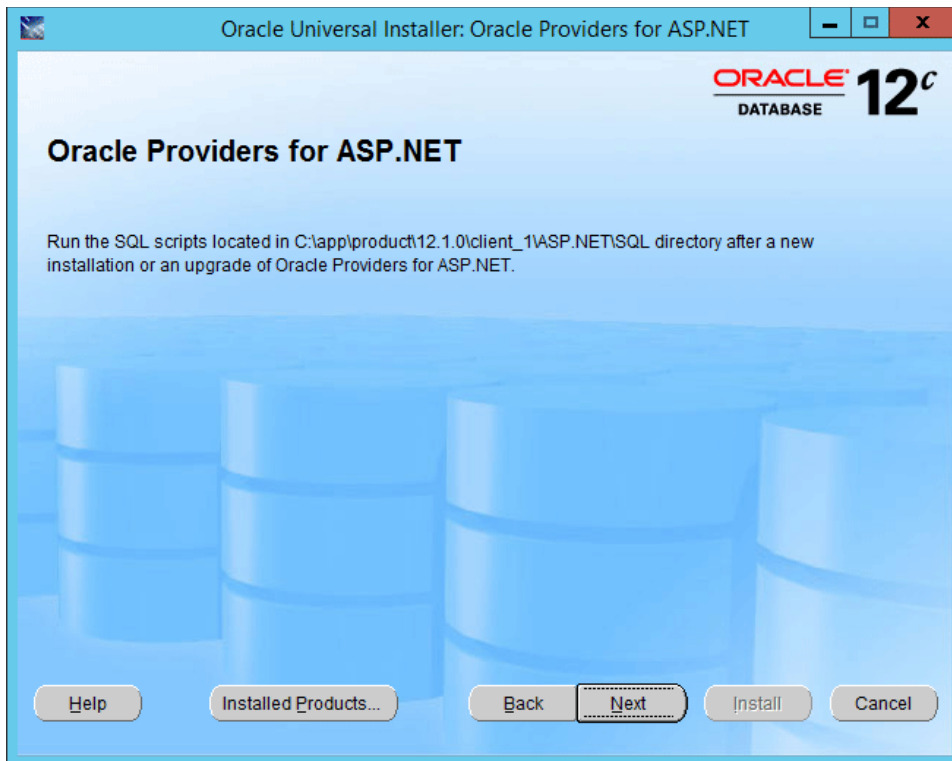 Oracle Universal Installer: Oracle Providers for ASP.NET
ORACLE
DATABASE
12c
Oracle Providers for ASP.NET
Run the SQL scripts located in C:\app\product\12.1.0\client_1\ASP.NET\SQL directory after a new
installation or an upgrade of Oracle Providers for ASP.NET.
Help
Installed Products...
Back
Next
Install
Cancel